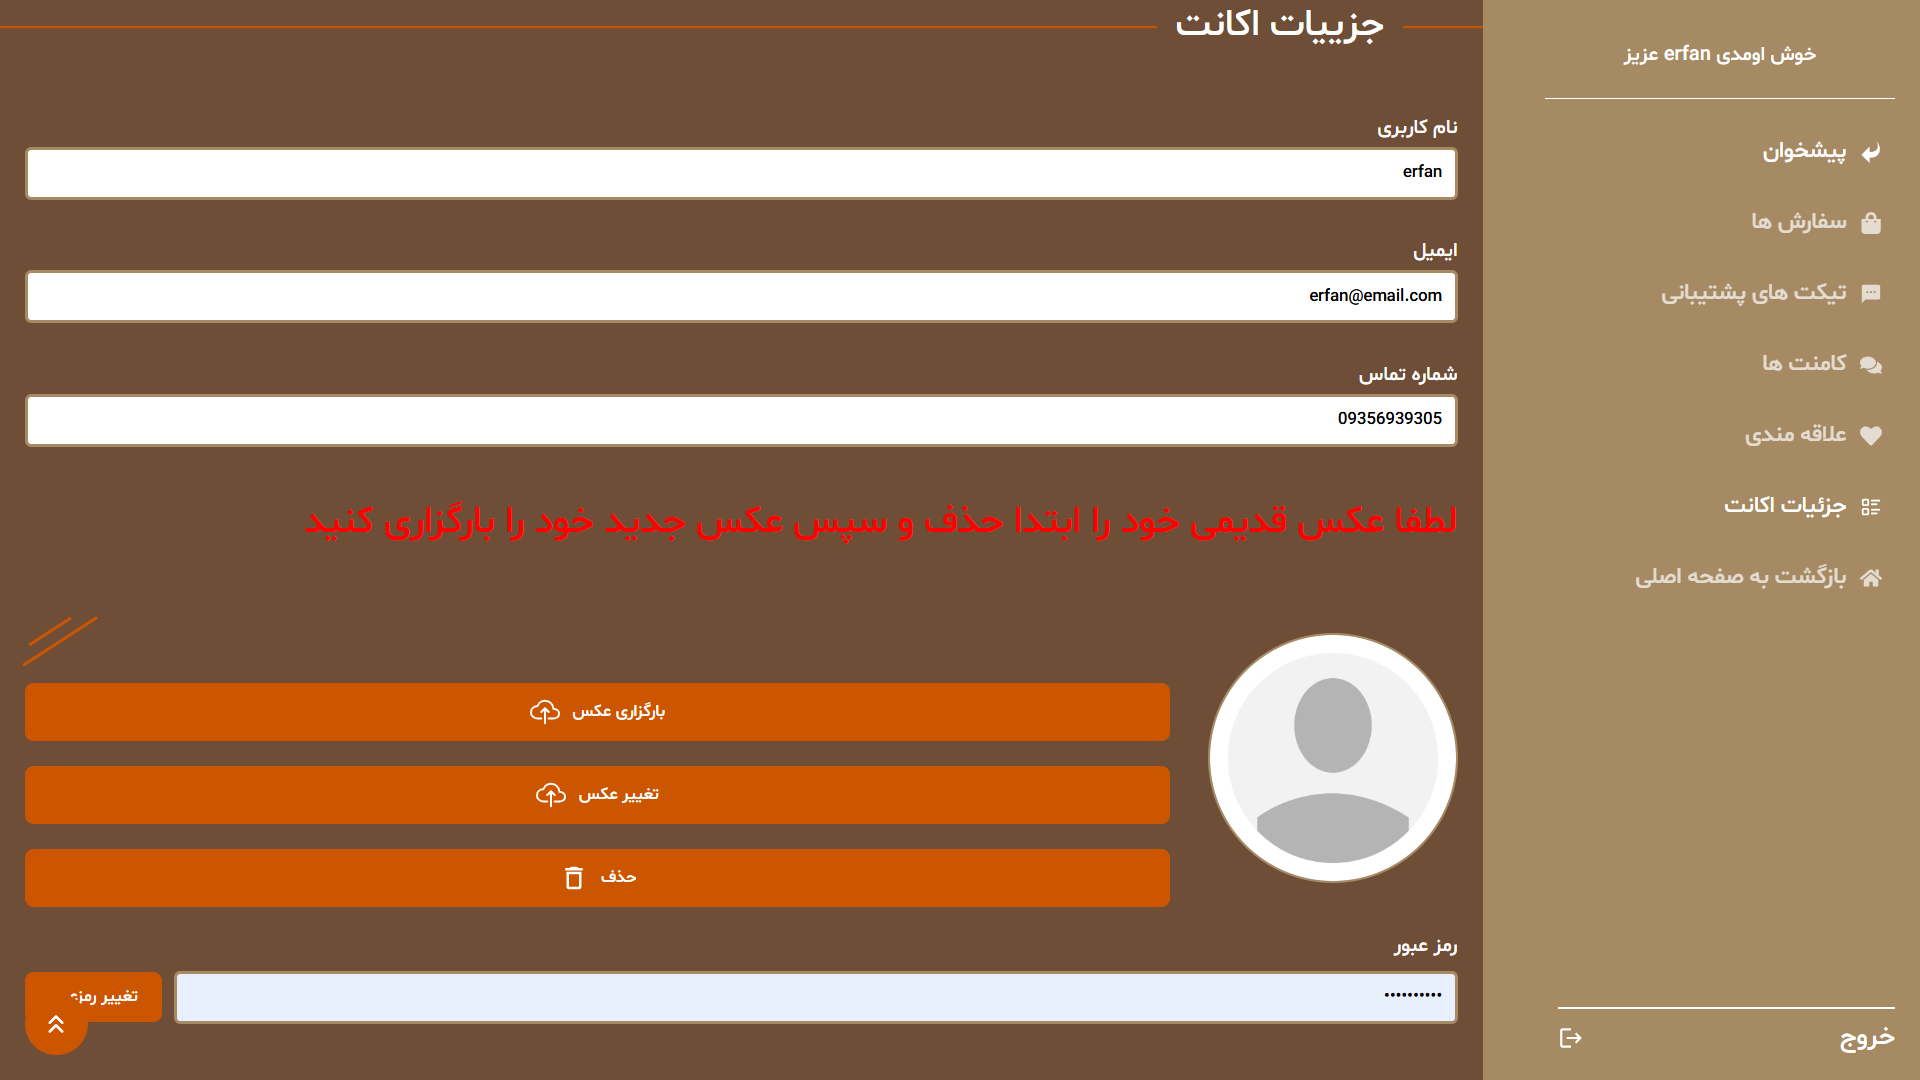 خوش اومدی erfan عزیز
پیشخوان
سفارش ها
تیکت های پشتیبانی
کامنت ها
علاقه مندی
جزئیات اکانت
بازگشت به صفحه اصلی
خروج
جزییات اکانت
نام کاربری
erfan
ایمیل
erfan@email.com
شماره تماس
09356939305
لطفا عکس قدیمی خود را ابتدا حذف و سپس عکس جدید خود را بارگزاری کنید
بارگزاری عکس
تغییر عکس
حذف
رمز عبور
••••••••••
تغییر رمز